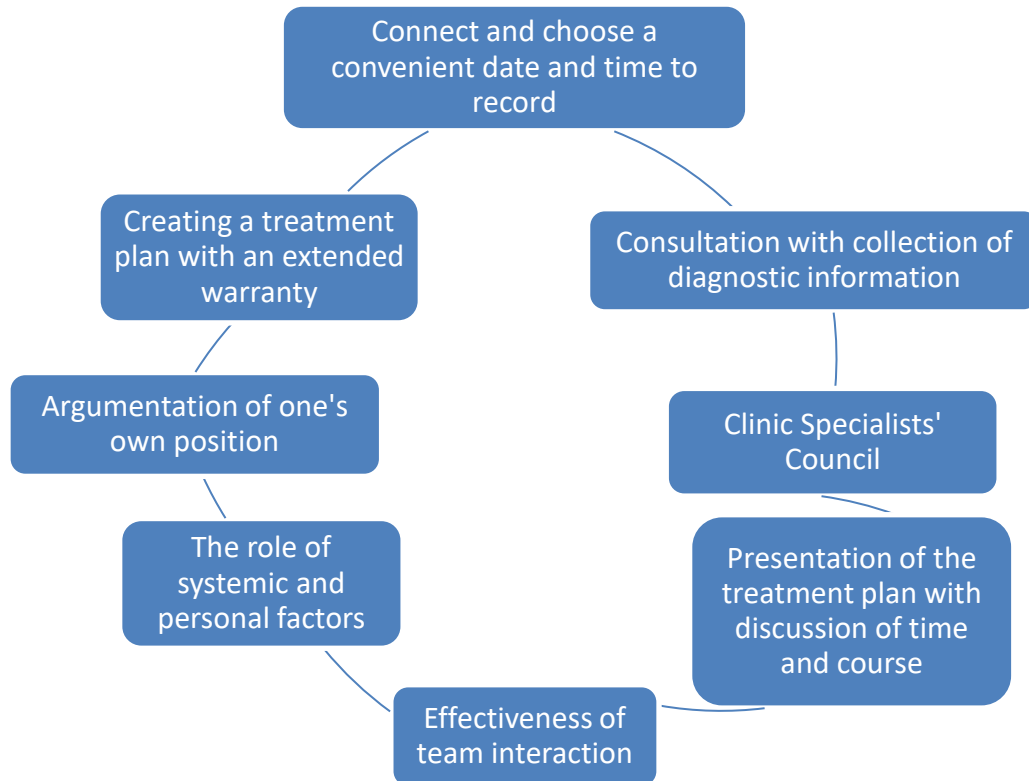 Connect and choose a
convenient date and time to
record
Consultation with collection of
diagnostic information
Clinic Specialists'
Council
Presentation of the
treatment plan with
discussion of time
and course
Effectiveness of
team interaction
The role of
systemic and
personal factors
Argumentation of one's
own position
Creating a treatment
plan with an extended
warranty